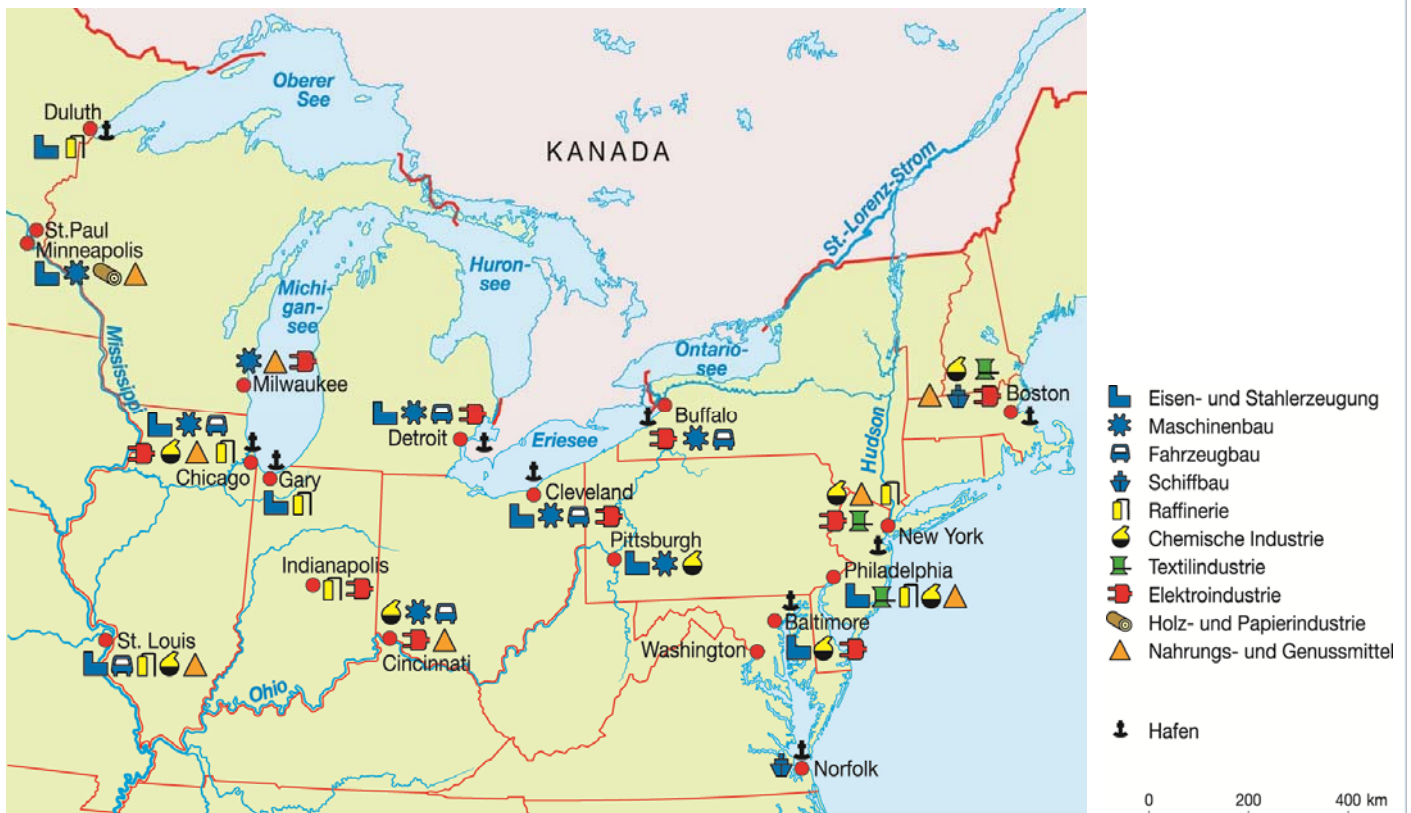 Oberer
See
Duluth
KANADA
St.-Lorenz-Strom
St.Paul
Minneapolis
Huron-
see
Michi-
gan-
see
Mississippi
Ontario-
see
Milwaukee
Boston
Buffalo
Detroit
Eriesee
Hudson
Chicago
Gary
Cleveland
New York
Pittsburgh
Indianapolis
Philadelphia
Baltimore
St. Louis
Washington
Cincinnati
Ohio
Norfolk
Eisen- und Stahlerzeugung
Maschinenbau
Fahrzeugbau
Schiffbau
Raffinerie
Chemische Industrie
Textilindustrie
Elektroindustrie
Holz- und Papierindustrie
Nahrungs- und Genussmittel
Hafen
0 200 400 km